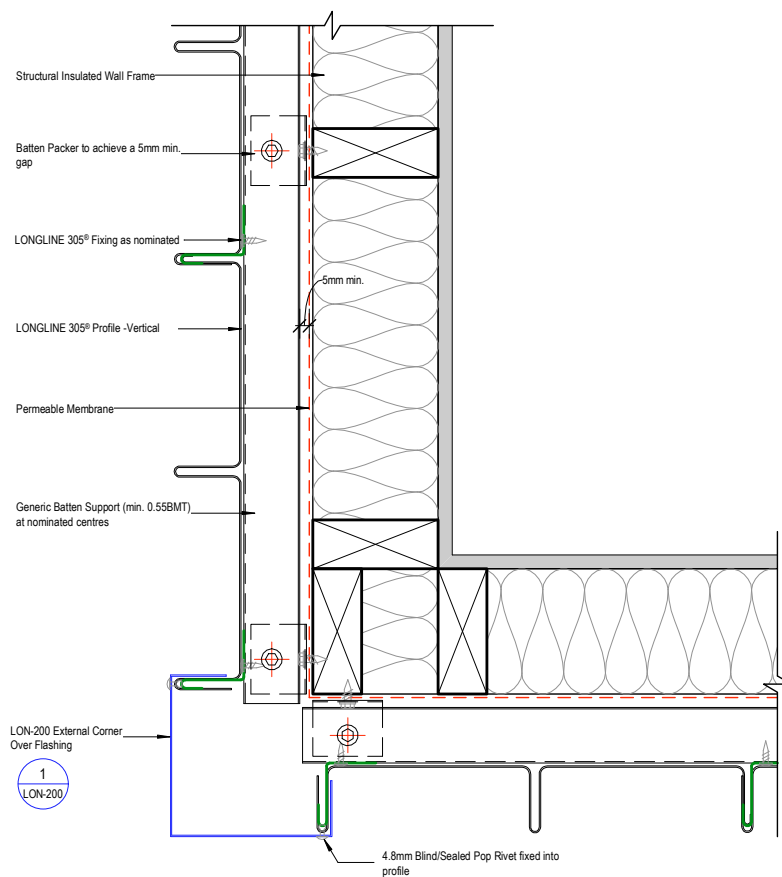 Structural Insulated Wall Frame
Batten Packer to achieve a 5mm min.
gap
LONGLINE 305® Fixing as nominated
5mm min.
LONGLINE 305® Profile -Vertical
Permeable Membrane
Generic Batten Support (min. 0.55BMT)
at nominated centres
LON-200 External Corner
Over Flashing
1
LON-200
4.8mm Blind/Sealed Pop Rivet fixed into
profile